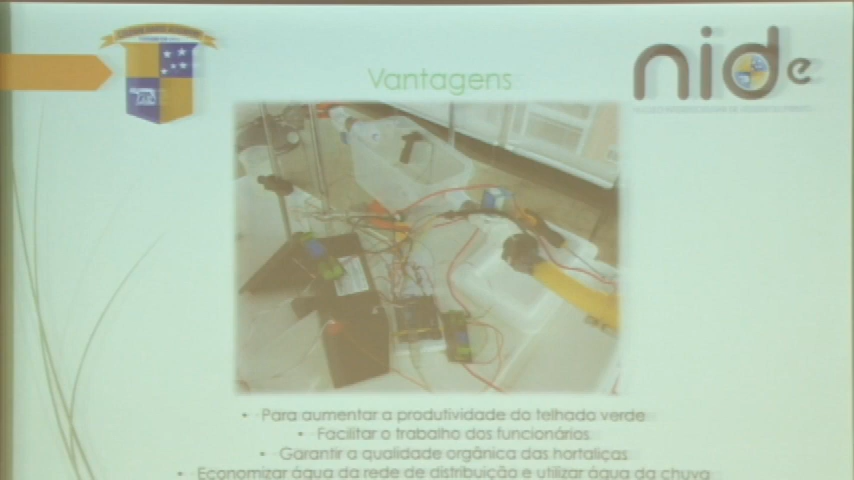 nide
Vantagens
• Para aumentar a produtividade do telhado verde
• Facilitar o trabalho dos funcionários
• Garantir a qualidade orgânica das hortaliças
• Economizar água da rede de distribuição e utilizar água da chuva